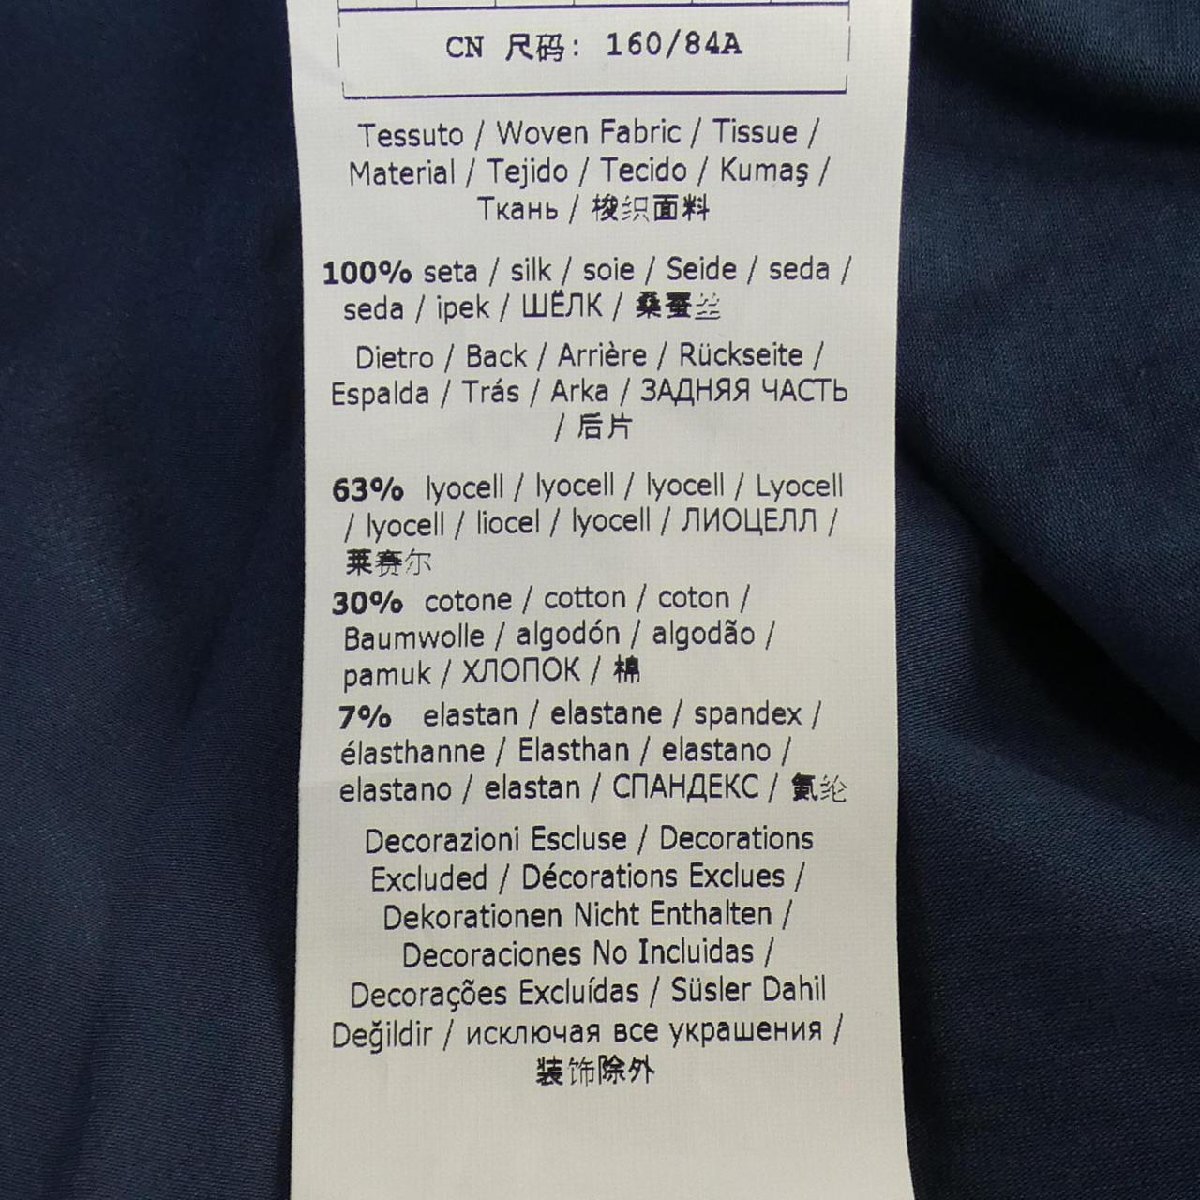 CN 尺码: 160/84A
Tessuto / Woven Fabric / Tissue /
Material / Tejido / Tecido / Kumaş /
Ткань / 梭织面料
100% seta / silk / soie / Seide / seda /
seda / ipek / ШЁЛК / 桑蚕丝
Dietro / Back / Arrière / Rückseite /
Espalda / Trás / Arka / ЗАДНЯЯ ЧАСТЬ
/ 后片
63% lyocell / lyocell / lyocell / Lyocell
/ lyocell / liocel / lyocell / ЛИОЦЕЛЛ /
莱赛尔
30% cotone / cotton / coton /
Baumwolle / algodón / algodão /
pamuk / ХЛОПОК / 棉
7% elastan / elastane / spandex /
élasthanne / Elasthan / elastano /
elastano / elastan / СПАНДЕКС / 氨纶
Decorazioni Escluse / Decorations
Excluded / Décorations Exclues /
Dekorationen Nicht Enthalten /
Decoraciones No Incluidas /
Decorações Excluídas / Süsler Dahil
Değildir / исключая все украшения /
装饰除外